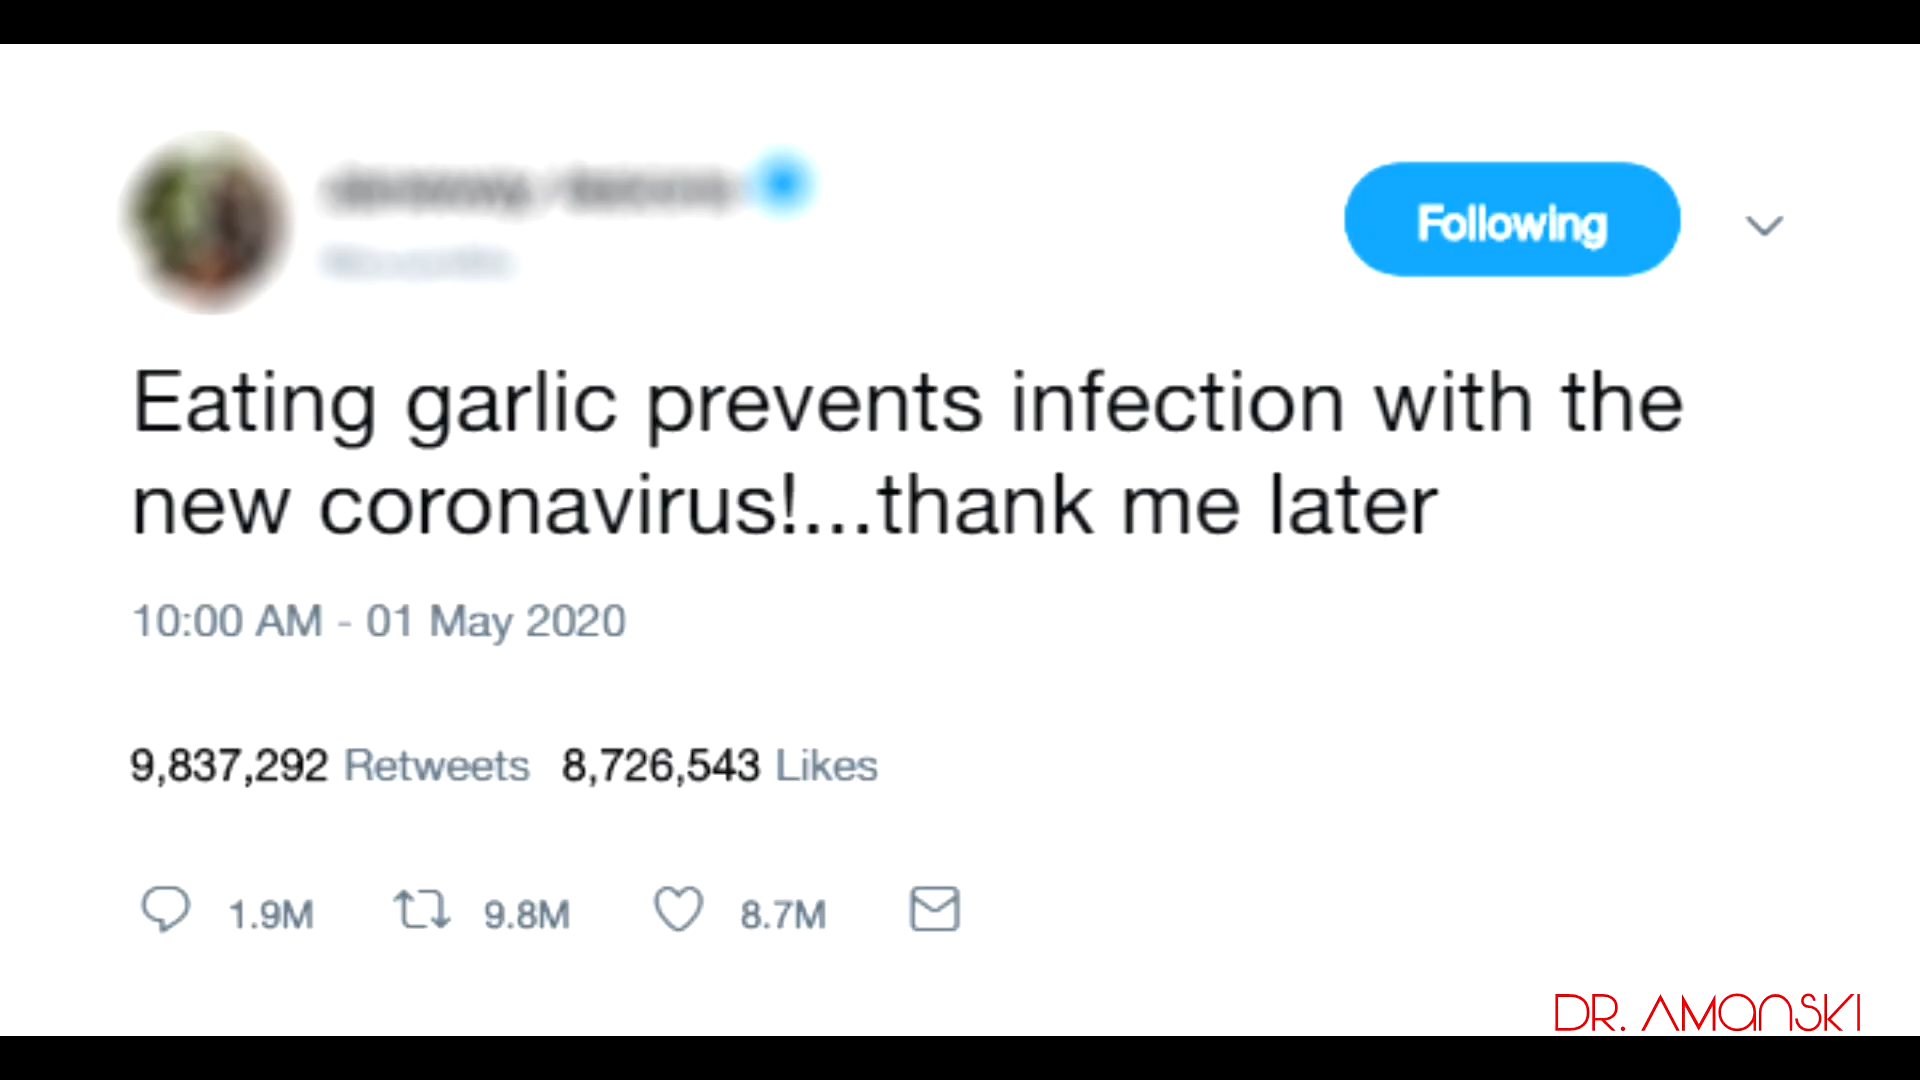 Following
Eating garlic prevents infection with the
new coronavirus!...thank me later
10:00 AM - 01 May 2020
9,837,292 Retweets 8,726,543 Likes
1.9M 9.8M 8.7M
DR. AMANSKI